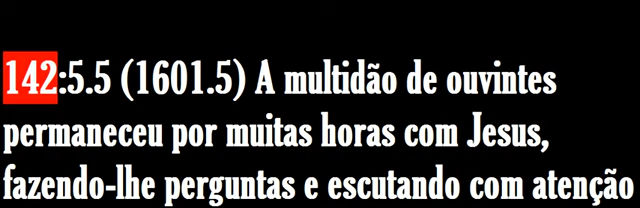 142:5.5 (1601.5) A multidão de ouvintes
permaneceu por muitas horas com Jesus,
fazendo-lhe perguntas e escutando com atenção